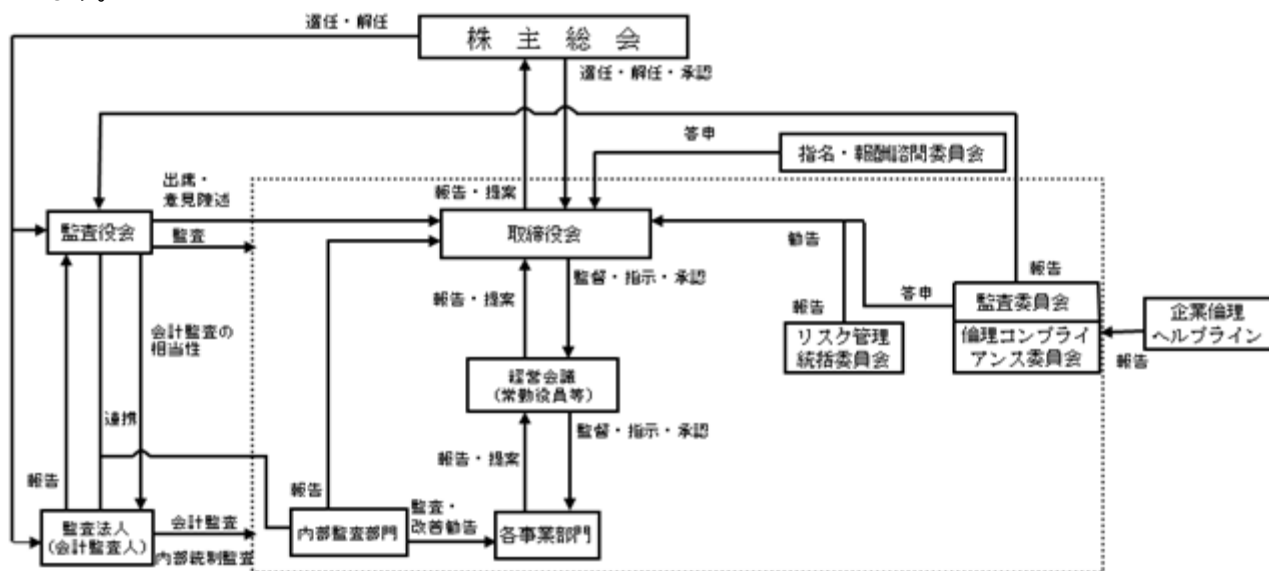 選任・解任
株主総会
選任・解任・承認
答申
指名・報酬諮問委員会
出席・
意見陳述
報告・提案
監査役会
監査
取締役会
勧告
報告
監督・指示・承認
報告・提案
答申
監査委員会
報告
リスク管理
統括委員会
倫理コンプライ
アンス委員会
企業倫理
ヘルプライン
報告
会計監査の
相当性
経営会議
(常勤役員等)
連携
監督・指示・承認
報告・提案
報告
報告
監査法人
(会計監査人)
会計監査
内部統制監査
内部監査部門
監査・
改善勧告
各事業部門